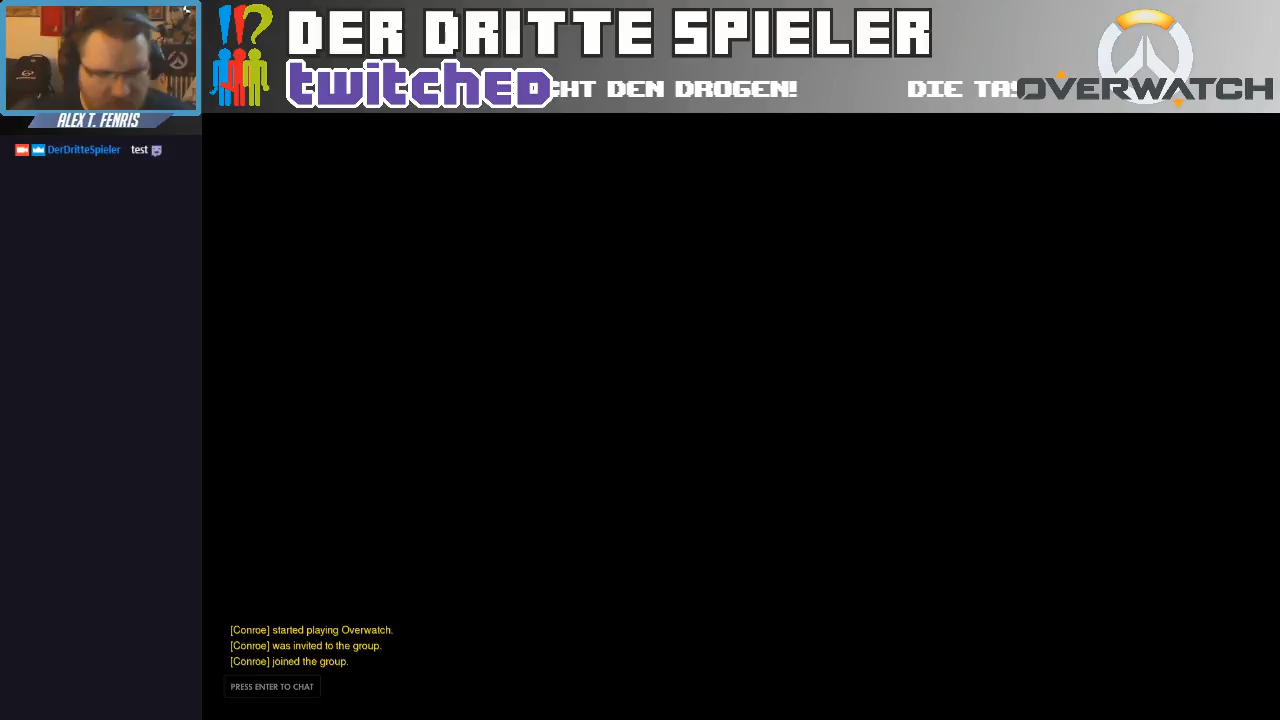 DER DRITTE SPIELER
twitched
CHT DEN DROGEN!
DIE TAS
OVERWATCH
ALEX T. FENRIS
DerDritteSpieler test
[Conroe] started playing Overwatch.
[Conroe] was invited to the group.
[Conroe] joined the group.
PRESS ENTER TO CHAT